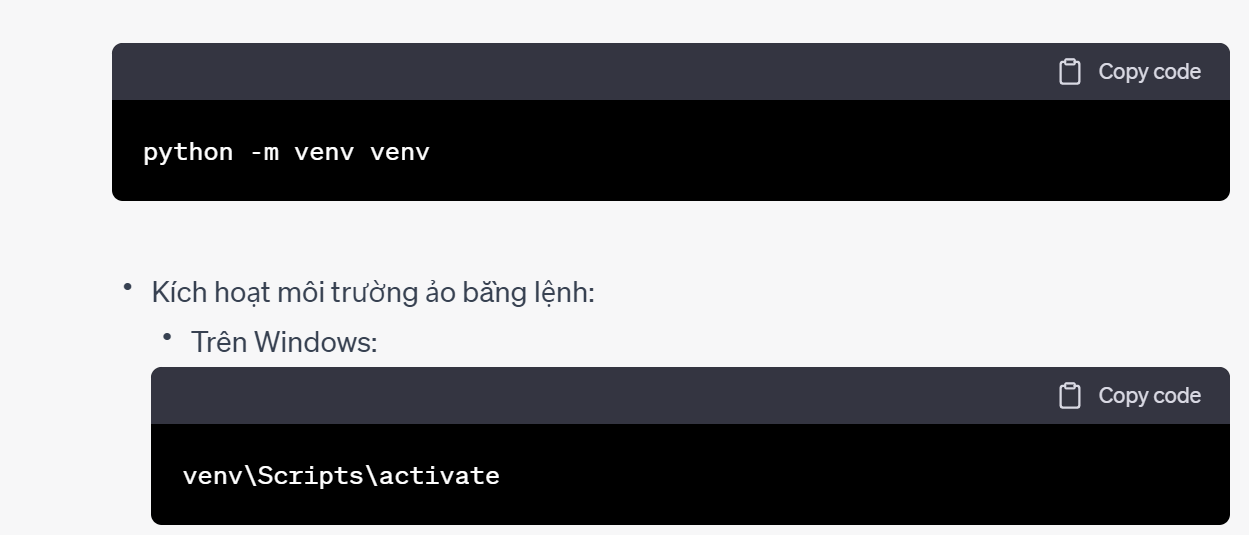 Copy code
python -m venv venv
• Kích hoạt môi trường ảo bằng lệnh:
• Trên Windows:
Copy code
venv\Scripts\activate